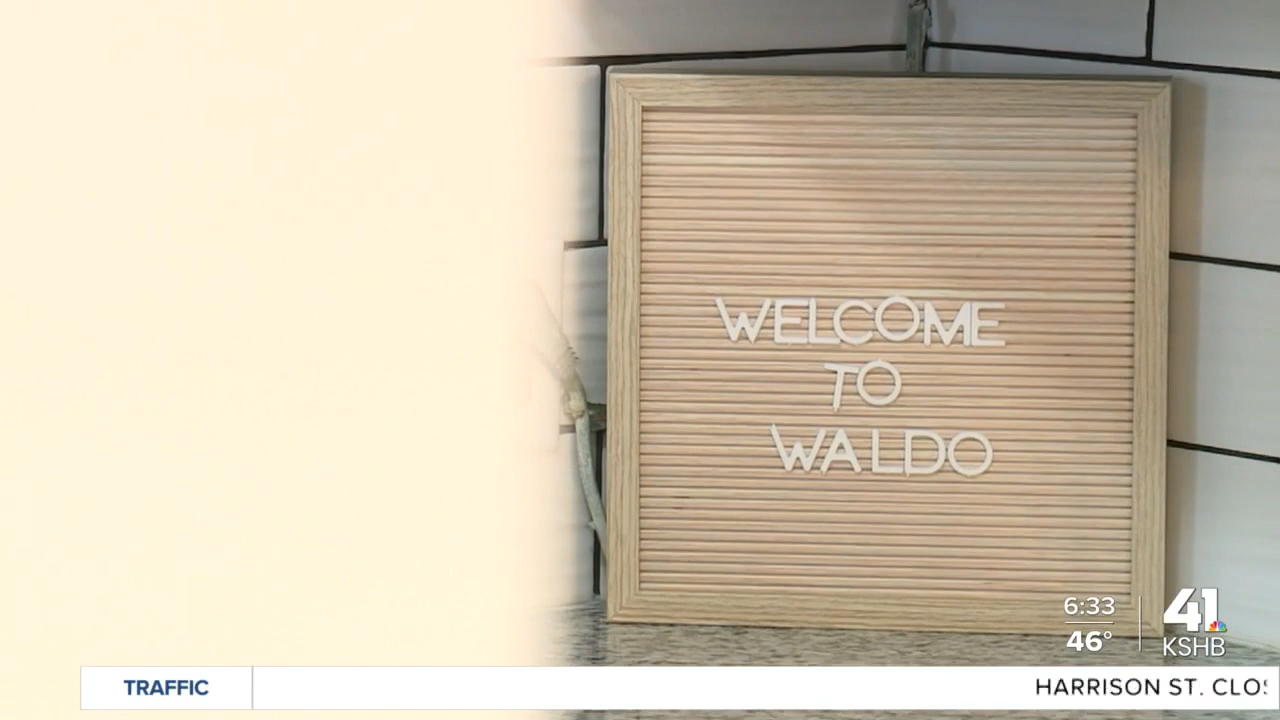 WELCOME
TO
WALDO
6:33
46°
41
KSHB
TRAFFIC
HARRISON ST.